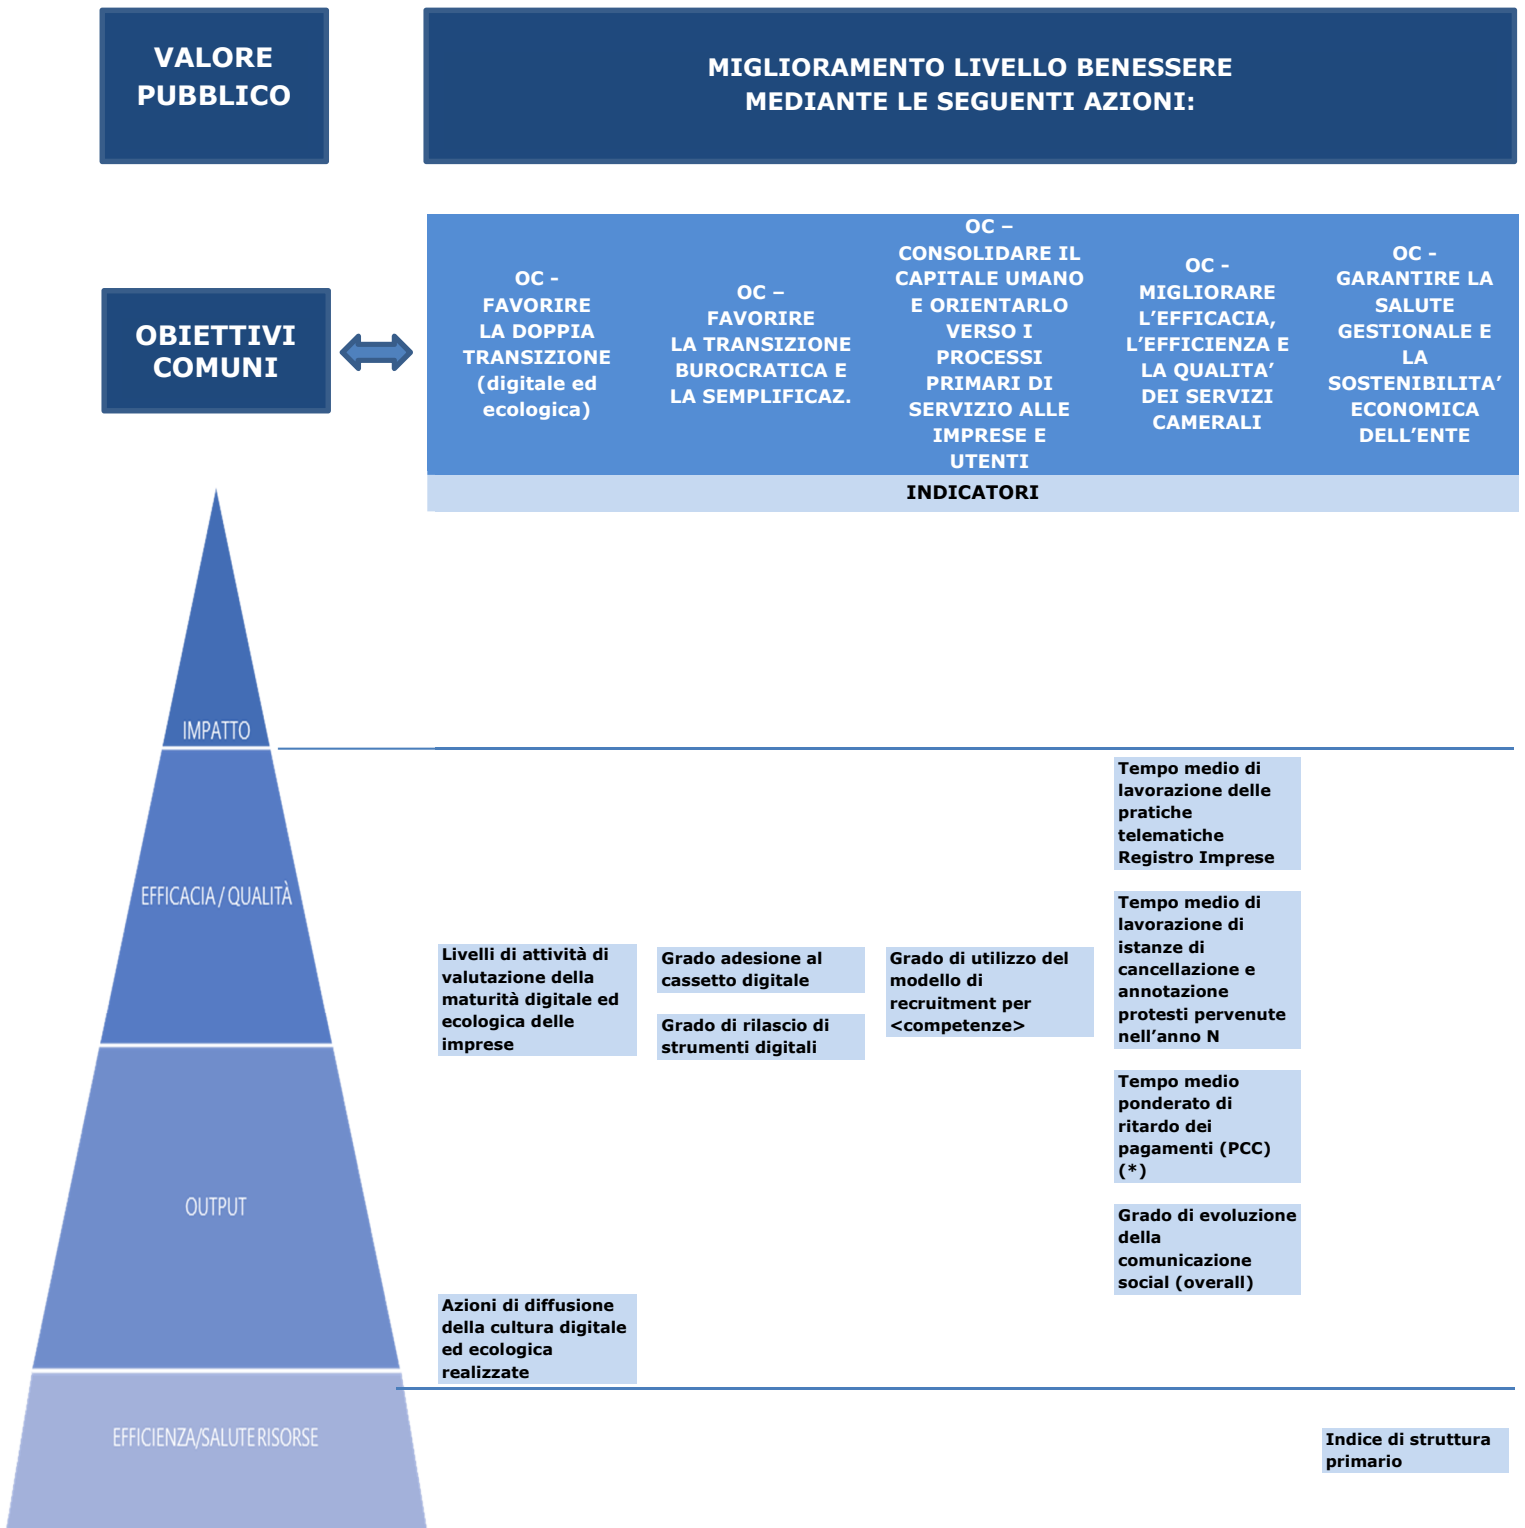 VALORE
PUBBLICO
MIGLIORAMENTO LIVELLO BENESSERE
MEDIANTE LE SEGUENTI AZIONI:
OBIETTIVI
COMUNI
OC -
FAVORIRE
LA DOPPIA
TRANSIZIONE
(digitale ed
ecologica)
OC –
FAVORIRE
LA TRANSIZIONE
BUROCRATICA E
LA SEMPLIFICAZ.
OC –
CONSOLIDARE IL
CAPITALE UMANO
E ORIENTARLO
VERSO I
PROCESSI
PRIMARI DI
SERVIZIO ALLE
IMPRESE E
UTENTI
OC -
MIGLIORARE
L’EFFICACIA,
L’EFFICIENZA E
LA QUALITA’
DEI SERVIZI
CAMERALI
OC -
GARANTIRE LA
SALUTE
GESTIONALE E
LA
SOSTENIBILITA’
ECONOMICA
DELL’ENTE
INDICATORI
IMPATTO
EFFICACIA / QUALITÀ
Livelli di attività di
valutazione della
maturità digitale ed
ecologica delle
imprese
Grado adesione al
cassetto digitale
Grado di rilascio di
strumenti digitali
Grado di utilizzo del
modello di
recruitment per
<competenze>
Tempo medio di
lavorazione delle
pratiche
telematiche
Registro Imprese
Tempo medio di
lavorazione di
istanze di
cancellazione e
annotazione
protesti pervenute
nell’anno N
Tempo medio
ponderato di
ritardo dei
pagamenti (PCC)
(*)
Grado di evoluzione
della
comunicazione
social (overall)
OUTPUT
Azioni di diffusione
della cultura digitale
ed ecologica
realizzate
EFFICIENZA/SALUTE RISORSE
Indice di struttura
primario